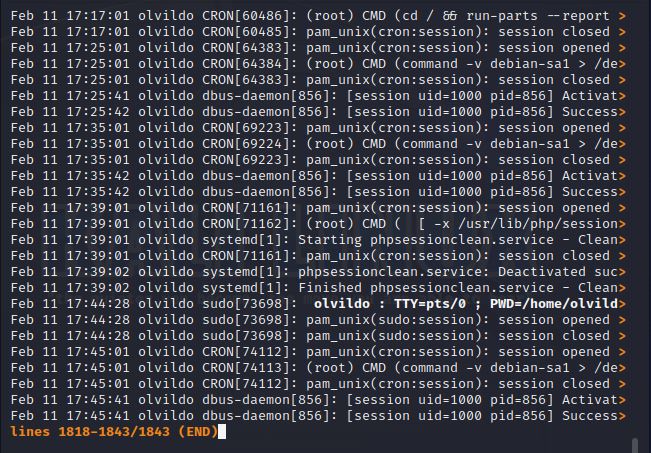 Feb 11 17:17:01 olvildo CRON[60486]: (root) CMD (cd / && run-parts --report >
Feb 11 17:17:01 olvildo CRON[60485]: pam_unix(cron:session): session closed >
Feb 11 17:25:01 olvildo CRON[64383]: pam_unix(cron:session): session opened >
Feb 11 17:25:01 olvildo CRON[64384]: (root) CMD (command -v debian-sa1 > /de>
Feb 11 17:25:01 olvildo CRON[64383]: pam_unix(cron:session): session closed >
Feb 11 17:25:41 olvildo dbus-daemon[856]: [session uid=1000 pid=856] Activat>
Feb 11 17:25:42 olvildo dbus-daemon[856]: [session uid=1000 pid=856] Success>
Feb 11 17:35:01 olvildo CRON[69223]: pam_unix(cron:session): session opened >
Feb 11 17:35:01 olvildo CRON[69224]: (root) CMD (command -v debian-sa1 > /de>
Feb 11 17:35:01 olvildo CRON[69223]: pam_unix(cron:session): session closed >
Feb 11 17:35:42 olvildo dbus-daemon[856]: [session uid=1000 pid=856] Activat>
Feb 11 17:35:42 olvildo dbus-daemon[856]: [session uid=1000 pid=856] Success>
Feb 11 17:39:01 olvildo CRON[71161]: pam_unix(cron:session): session opened >
Feb 11 17:39:01 olvildo CRON[71162]: (root) CMD (  [ -x /usr/lib/php/session>
Feb 11 17:39:01 olvildo systemd[1]: Starting phpsessionclean.service - Clean>
Feb 11 17:39:01 olvildo CRON[71161]: pam_unix(cron:session): session closed >
Feb 11 17:39:02 olvildo systemd[1]: phpsessionclean.service: Deactivated suc>
Feb 11 17:39:02 olvildo systemd[1]: Finished phpsessionclean.service - Clean>
Feb 11 17:44:28 olvildo sudo[73698]:  olvildo : TTY=pts/0 ; PWD=/home/olvild>
Feb 11 17:44:28 olvildo sudo[73698]: pam_unix(sudo:session): session opened >
Feb 11 17:44:28 olvildo sudo[73698]: pam_unix(sudo:session): session closed >
Feb 11 17:45:01 olvildo CRON[74112]: pam_unix(cron:session): session opened >
Feb 11 17:45:01 olvildo CRON[74113]: (root) CMD (command -v debian-sa1 > /de>
Feb 11 17:45:01 olvildo CRON[74112]: pam_unix(cron:session): session closed >
Feb 11 17:45:41 olvildo dbus-daemon[856]: [session uid=1000 pid=856] Activat>
Feb 11 17:45:41 olvildo dbus-daemon[856]: [session uid=1000 pid=856] Success>
lines 1818-1843/1843 (END)